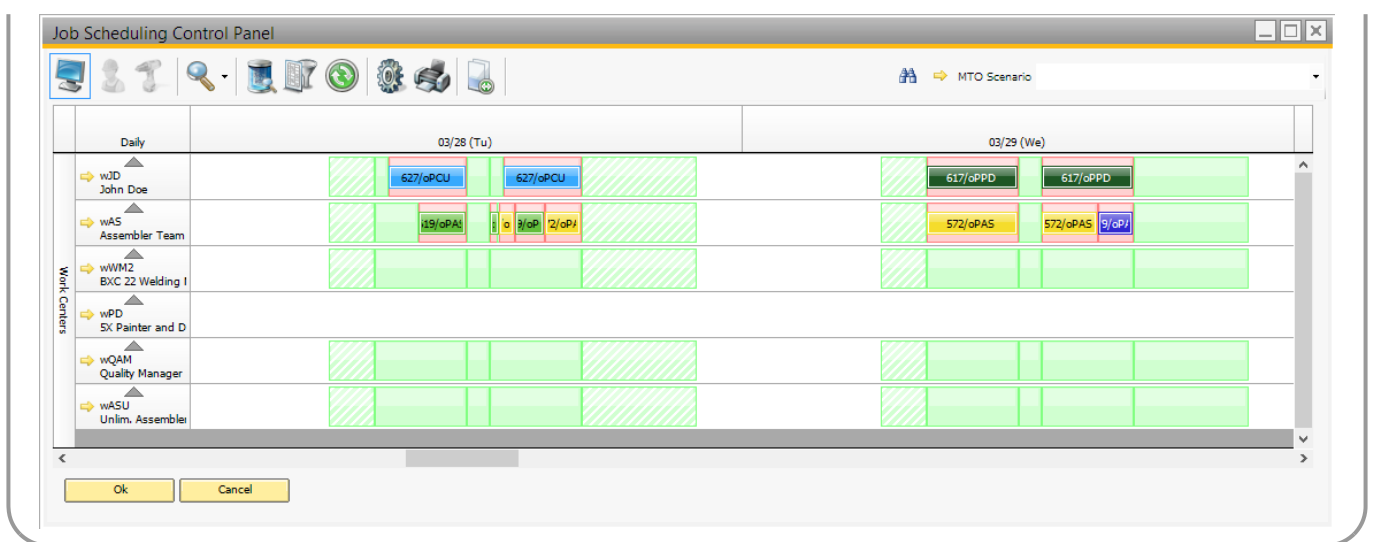 Job Scheduling Control Panel
MTO Scenario
Daily
03/28 (Tu)
03/29 (We)
Work Centers
wJD
John Doe
627/oPCU
627/oPCU
617/oPPD
617/oPPD
wAS
Assembler Team
572/oPAS
572/oPAS
wWM2
BXC 22 Welding
wPD
5X Painter and D
wQAM
Quality Manager
wASU
Unlim. Assembler
Ok
Cancel